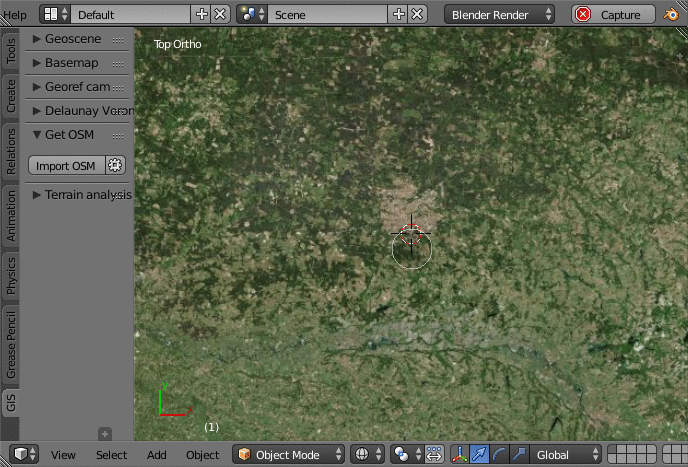 Help Default Scene Blender Render Capture
Tools
Create
Relations
Animation
Physics
Grease Pencil
GIS
Geoscene
Basemap
Georef cam
Delaunay Voron
Get OSM
Import OSM
Terrain analysis
Top Ortho
Y
(1)
View Select Add Object Object Mode Global